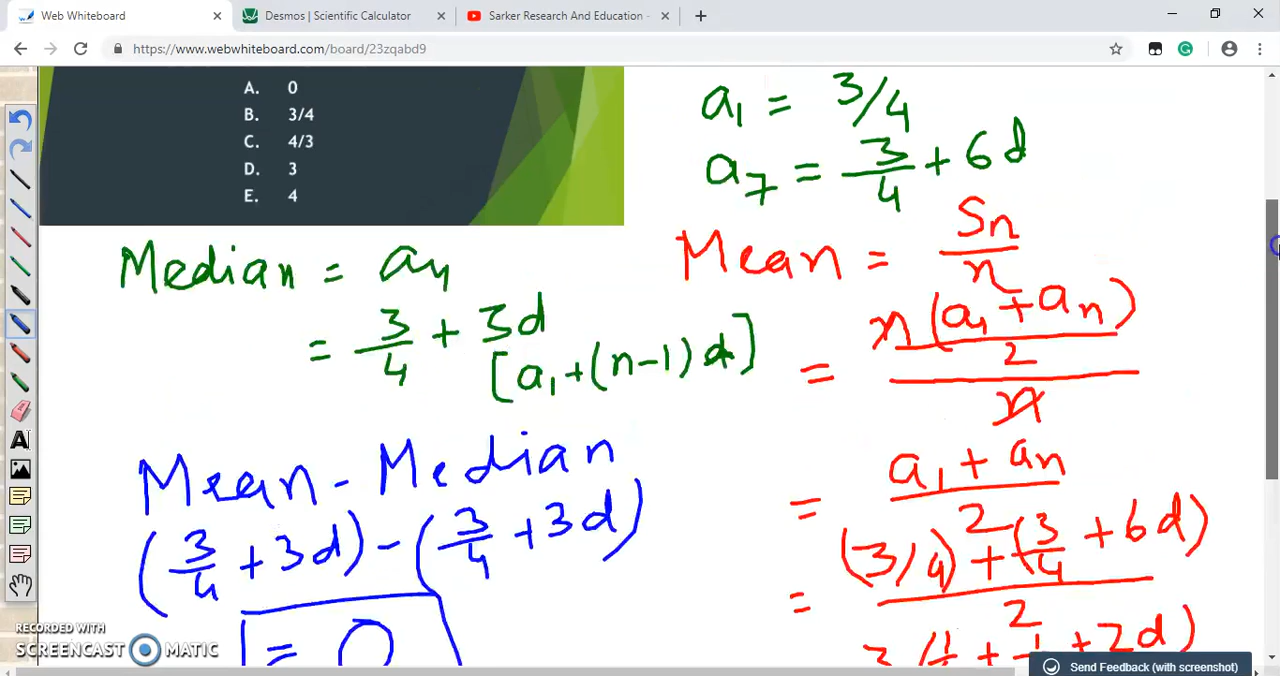 Web Whiteboard
Desmos | Scientific Calculator
Sarker Research And Education -
https://www.webwhiteboard.com/board/23zqabd9
A. 0
B. 3/4
C. 4/3
D. 3
E. 4
a1 = 3/4
a7 = 3/4 + 6d
Median = a4
= 3/4 + 3d
[a1+(n-1)d]
Mean - Median
(3/4 + 3d) - (3/4 + 3d)
= 0
Mean = Sn/n
= n(a1+an)
2
n
= a1 + an
2
= (3/4) + (3/4 + 6d)
2
+ 2d)
A
RECORDED WITH
SCREENCAST MATIC
Send Feedback (with screenshot)